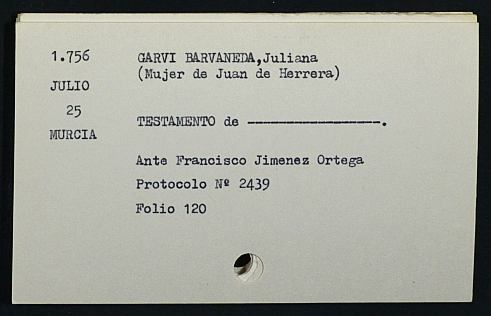 1.756
JULIO
25
MURCIA
GARVI BARVANEDA,Juliana
(Mujer de Juan de Herrera)
TESTAMENTO de ------------------.
Ante Francisco Jimenez Ortega
Protocolo Nº 2439
Folio 120